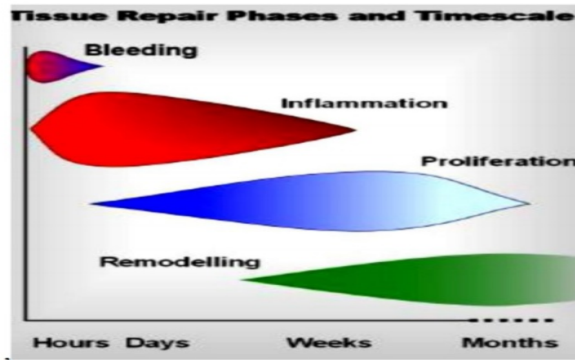 Tissue Repair Phases and Timescale
Bleeding
Inflammation
Proliferation
Remodelling
Hours Days Weeks Months